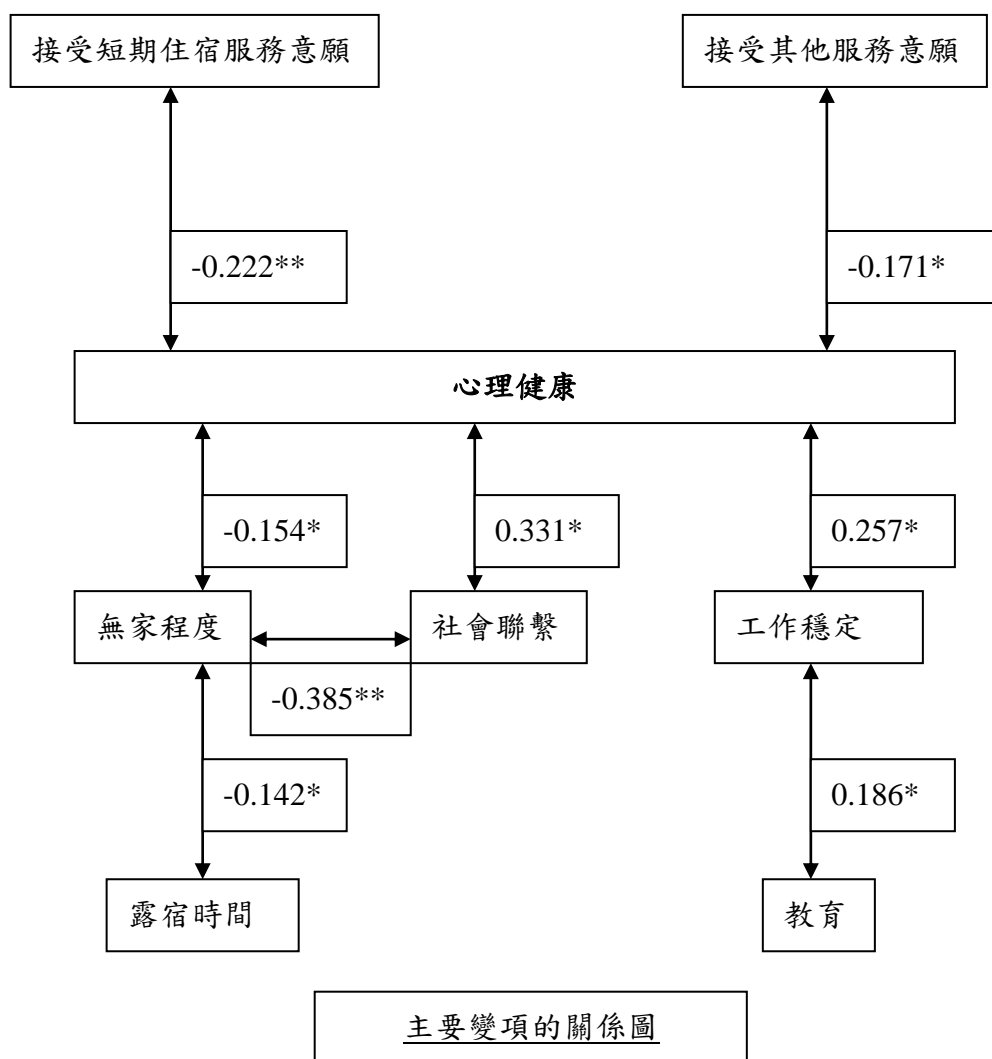 接受短期住宿服務意願
接受其他服務意願
-0.222**
-0.171*
心理健康
-0.154*
0.331*
0.257*
無家程度
社會聯繫
工作穩定
-0.385**
-0.142*
0.186*
露宿時間
教育
主要變項的關係圖